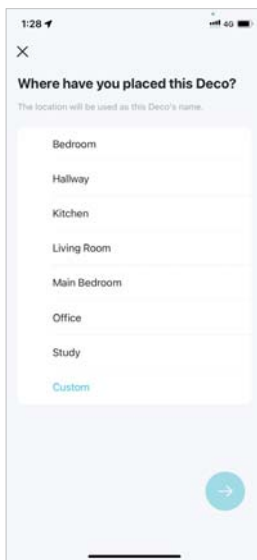 1:28
4G
Where have you placed this Deco?
The location will be used as this Deco's name.
Bedroom
Hallway
Kitchen
Living Room
Main Bedroom
Office
Study
Custom